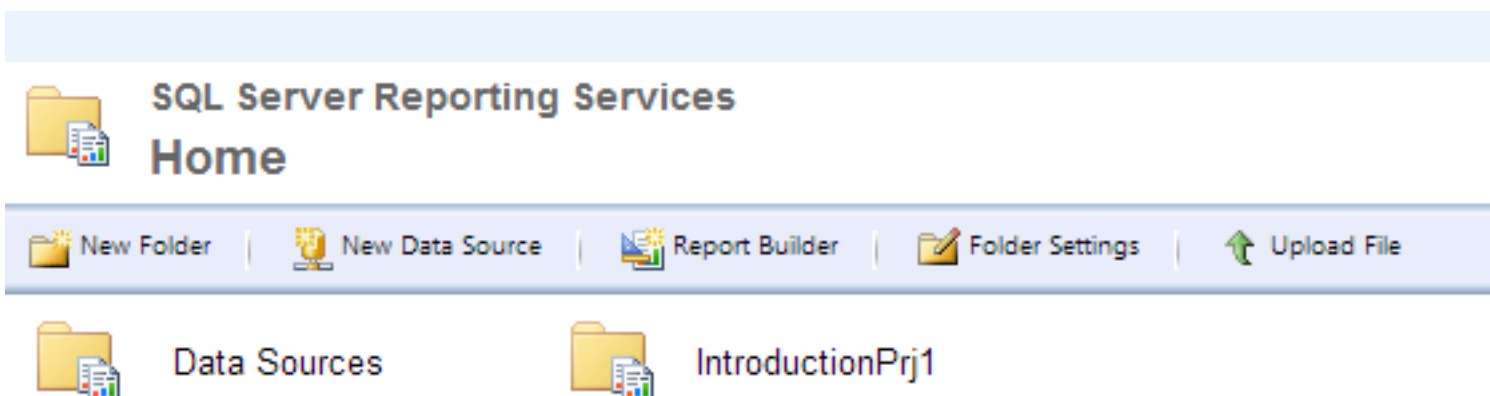 SQL Server Reporting Services
Home
New Folder | New Data Source | Report Builder | Folder Settings | Upload File
Data Sources IntroductionPrj1